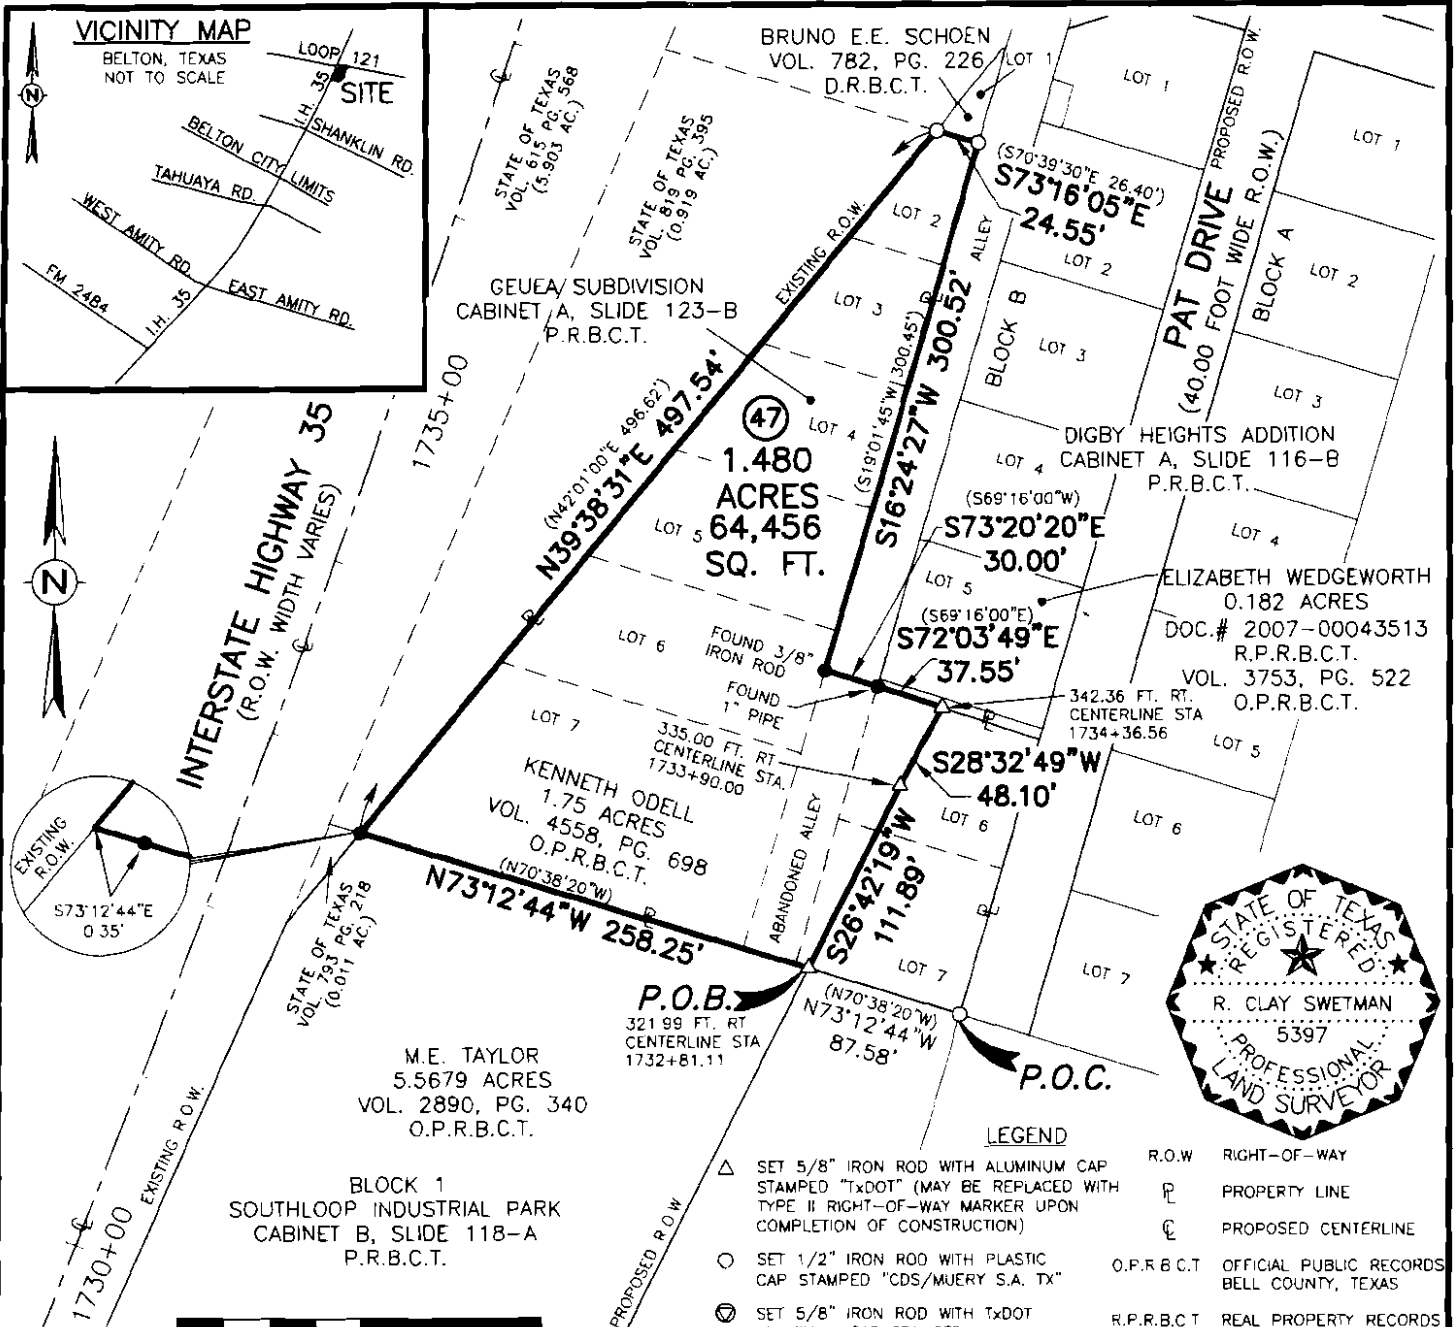 VICINITY MAP
BELTON, TEXAS
NOT TO SCALE
N
LOOP 121
SITE
I.H. 35
SHANKLIN RD.
BELTON CITY LIMITS
TAHUAYA RD.
WEST AMITY RD.
EAST AMITY RD.
FM 2484
I.H. 35
BRUNO E.E. SCHOEN
VOL. 782, PG. 226
D.R.B.C.T.
LOT 1
LOT 1
LOT 1
STATE OF TEXAS
VOL. 615 PG. 568
(5.903 AC.)
STATE OF TEXAS
VOL. 819 PG. 395
(0.919 AC.)
(S70°39'30"E 26.40')
S73°16'05"E
24.55'
PROPOSED R.O.W.
PAT DRIVE
(40.00 FOOT WIDE R.O.W.)
BLOCK A
LOT 2
ALLEY
LOT 2
LOT 2
EXISTING R.O.W.
GEUEA SUBDIVISION
CABINET A, SLIDE 123-B
P.R.B.C.T.
LOT 3
BLOCK B
LOT 3
LOT 3
1735+00
(N42°01'00"E 496.62')
N39°38'31"E 497.54'
(S19°01'45"W 300.45')
S16°24'27"W 300.52'
47
1.480
ACRES
64,456
SQ. FT.
LOT 4
LOT 4
LOT 4
DIGBY HEIGHTS ADDITION
CABINET A, SLIDE 116-B
P.R.B.C.T.
INTERSTATE HIGHWAY 35
(R.O.W. WIDTH VARIES)
N
(S69°16'00"W)
S73°20'20"E
30.00'
LOT 5
LOT 5
LOT 5
ELIZABETH WEDGEWORTH
0.182 ACRES
DOC.# 2007-00043513
R.P.R.B.C.T.
VOL. 3753, PG. 522
O.P.R.B.C.T.
(S69°16'00"E)
S72°03'49"E
37.55'
LOT 6
FOUND 3/8"
IRON ROD
FOUND
1" PIPE
342.36 FT. RT.
CENTERLINE STA
1734+36.56
LOT 7
335.00 FT. RT
CENTERLINE STA.
1733+90.00
S28°32'49"W
48.10'
KENNETH ODELL
1.75 ACRES
VOL. 4558, PG. 698
O.P.R.B.C.T.
LOT 6
LOT 6
ABANDONED ALLEY
S26°42'19"W
111.89'
EXISTING
R.O.W.
S73°12'44"E
0 35'
(N70°38'20"W)
N73°12'44"W 258.25'
STATE OF TEXAS
VOL. 793 PG. 218
(0.011 AC.)
LOT 7
LOT 7
P.O.B.
321 99 FT. RT
CENTERLINE STA
1732+81.11
(N70°38'20"W)
N73°12'44"W
87.58'
P.O.C.
STATE OF TEXAS
REGISTERED
R. CLAY SWETMAN
5397
PROFESSIONAL
LAND SURVEYOR
M.E. TAYLOR
5.5679 ACRES
VOL. 2890, PG. 340
O.P.R.B.C.T.
EXISTING R.O.W.
1730+00
BLOCK 1
SOUTHLOOP INDUSTRIAL PARK
CABINET B, SLIDE 118-A
P.R.B.C.T.
PROPOSED R.O.W
LEGEND
SET 5/8" IRON ROD WITH ALUMINUM CAP
STAMPED "TxDOT" (MAY BE REPLACED WITH
TYPE II RIGHT-OF-WAY MARKER UPON
COMPLETION OF CONSTRUCTION)
SET 1/2" IRON ROD WITH PLASTIC
CAP STAMPED "CDS/MUERY S.A. TX"
SET 5/8" IRON ROD WITH TxDOT
R.O.W RIGHT-OF-WAY
PL PROPERTY LINE
CL PROPOSED CENTERLINE
O.P.R B C.T OFFICIAL PUBLIC RECORDS
BELL COUNTY, TEXAS
R.P.R.B.C T REAL PROPERTY RECORDS